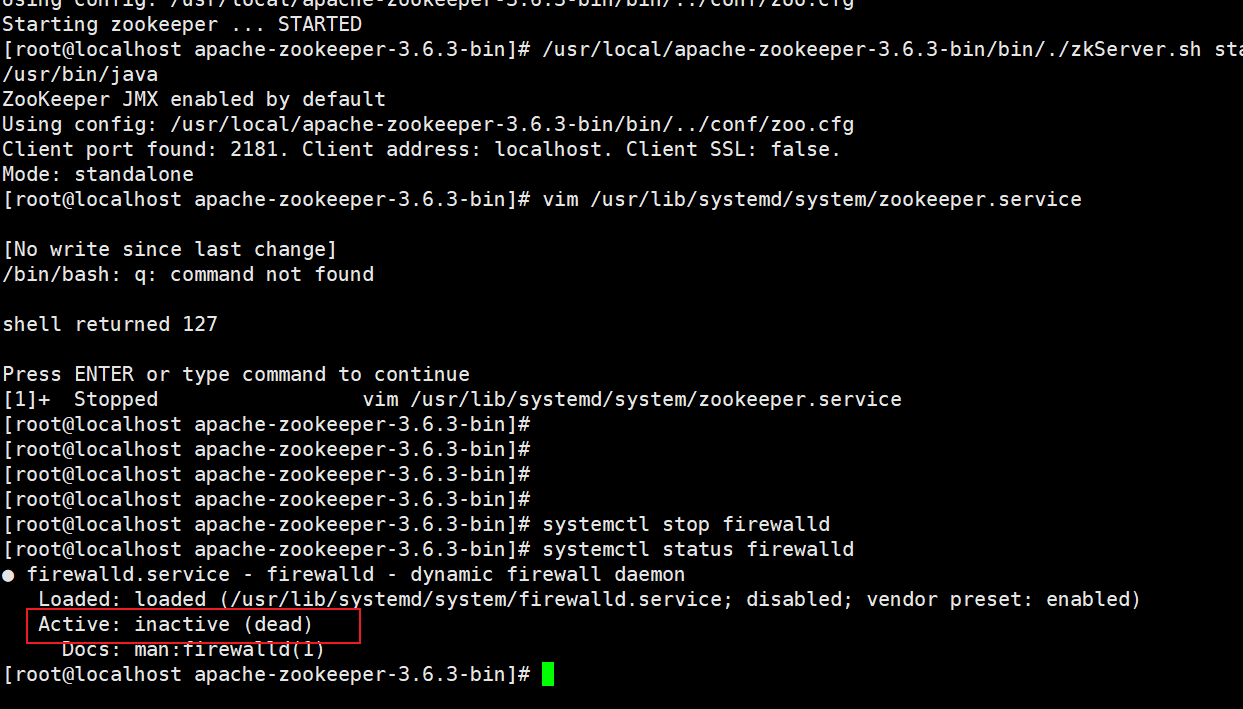 Using config: /usr/local/apache-zookeeper-3.6.3-bin/bin/../conf/zoo.cfg
Starting zookeeper ... STARTED
[root@localhost apache-zookeeper-3.6.3-bin]# /usr/local/apache-zookeeper-3.6.3-bin/bin/./zkServer.sh sta
/usr/bin/java
ZooKeeper JMX enabled by default
Using config: /usr/local/apache-zookeeper-3.6.3-bin/bin/../conf/zoo.cfg
Client port found: 2181. Client address: localhost. Client SSL: false.
Mode: standalone
[root@localhost apache-zookeeper-3.6.3-bin]# vim /usr/lib/systemd/system/zookeeper.service
[No write since last change]
/bin/bash: q: command not found
shell returned 127
Press ENTER or type command to continue
[1]+  Stopped                 vim /usr/lib/systemd/system/zookeeper.service
[root@localhost apache-zookeeper-3.6.3-bin]#
[root@localhost apache-zookeeper-3.6.3-bin]#
[root@localhost apache-zookeeper-3.6.3-bin]#
[root@localhost apache-zookeeper-3.6.3-bin]#
[root@localhost apache-zookeeper-3.6.3-bin]# systemctl stop firewalld
[root@localhost apache-zookeeper-3.6.3-bin]# systemctl status firewalld
● firewalld.service - firewalld - dynamic firewall daemon
   Loaded: loaded (/usr/lib/systemd/system/firewalld.service; disabled; vendor preset: enabled)
   Active: inactive (dead)
     Docs: man:firewalld(1)
[root@localhost apache-zookeeper-3.6.3-bin]#